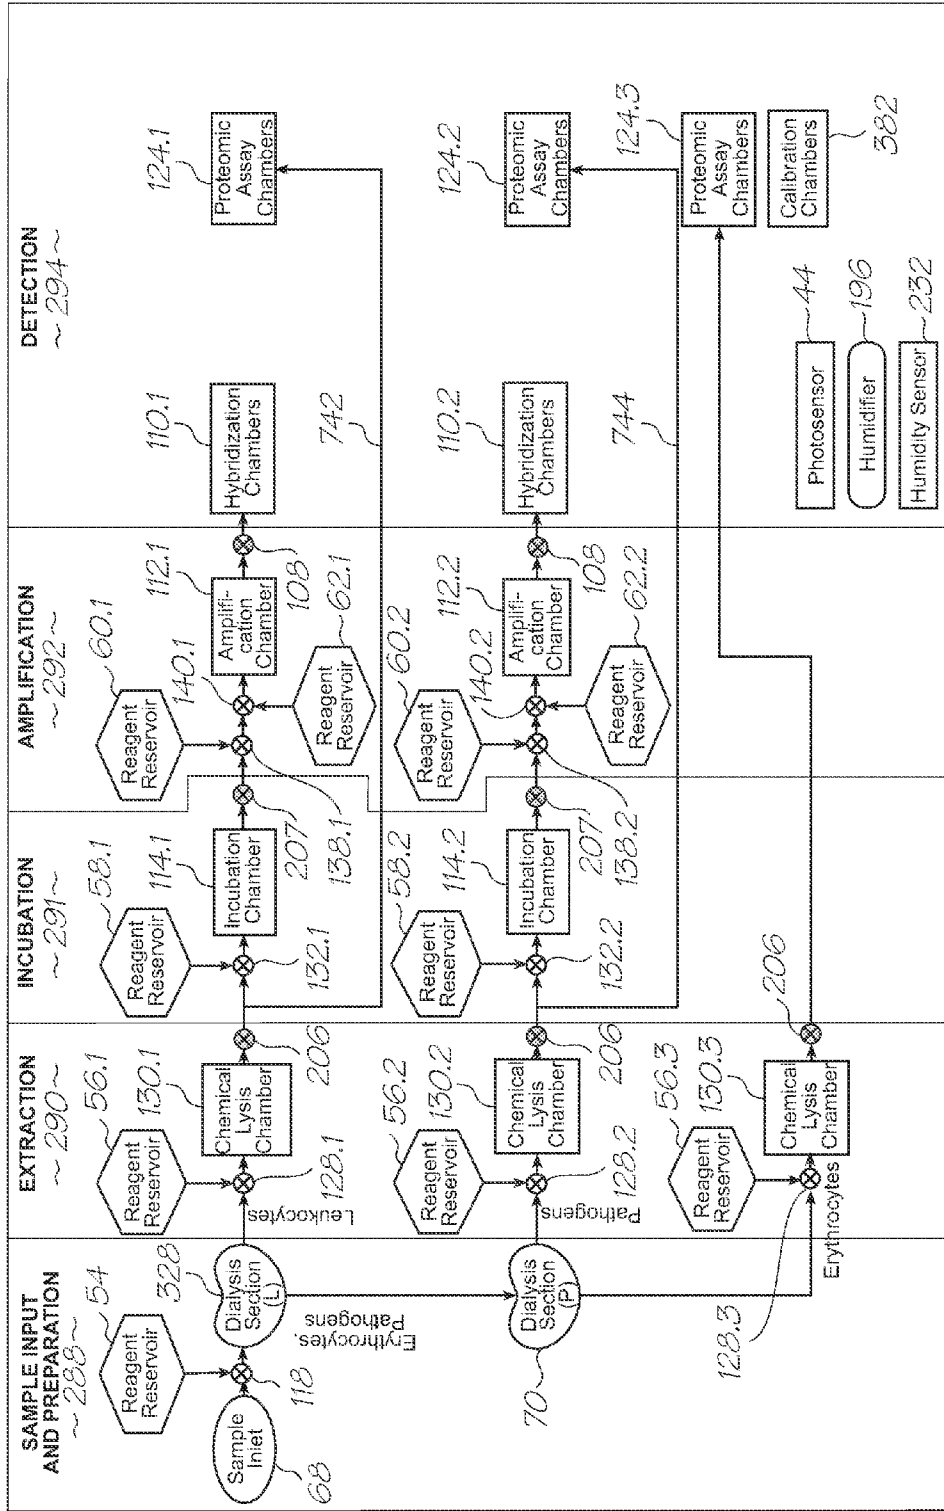 SAMPLE INPUT
AND PREPARATION
~288~
EXTRACTION
~290~
INCUBATION
~291~
AMPLIFICATION
~292~
DETECTION
~294~
54
Reagent
Reservoir
Sample
Inlet
68
118
328
Dialysis
Section
(L)
56.1
Reagent
Reservoir
128.1
Leukocytes
130.1
Chemical
Lysis
Chamber
206
58.1
Reagent
Reservoir
132.1
114.1
Incubation
Chamber
207
60.1
Reagent
Reservoir
138.1
140.1
62.1
Reagent
Reservoir
112.1
Amplifi-
cation
Chamber
108
110.1
Hybridization
Chambers
742
124.1
Proteomic
Assay
Chambers
Erythrocytes,
Pathogens
70
Dialysis
Section
(P)
56.2
Reagent
Reservoir
128.2
Pathogens
130.2
Chemical
Lysis
Chamber
206
58.2
Reagent
Reservoir
132.2
114.2
Incubation
Chamber
207
60.2
Reagent
Reservoir
138.2
140.2
62.2
Reagent
Reservoir
112.2
Amplifi-
cation
Chamber
108
110.2
Hybridization
Chambers
744
124.2
Proteomic
Assay
Chambers
128.3
Erythrocytes
56.3
Reagent
Reservoir
130.3
Chemical
Lysis
Chamber
206
124.3
Proteomic
Assay
Chambers
Calibration
Chambers
382
Photosensor
44
Humidifier
196
Humidity Sensor
232